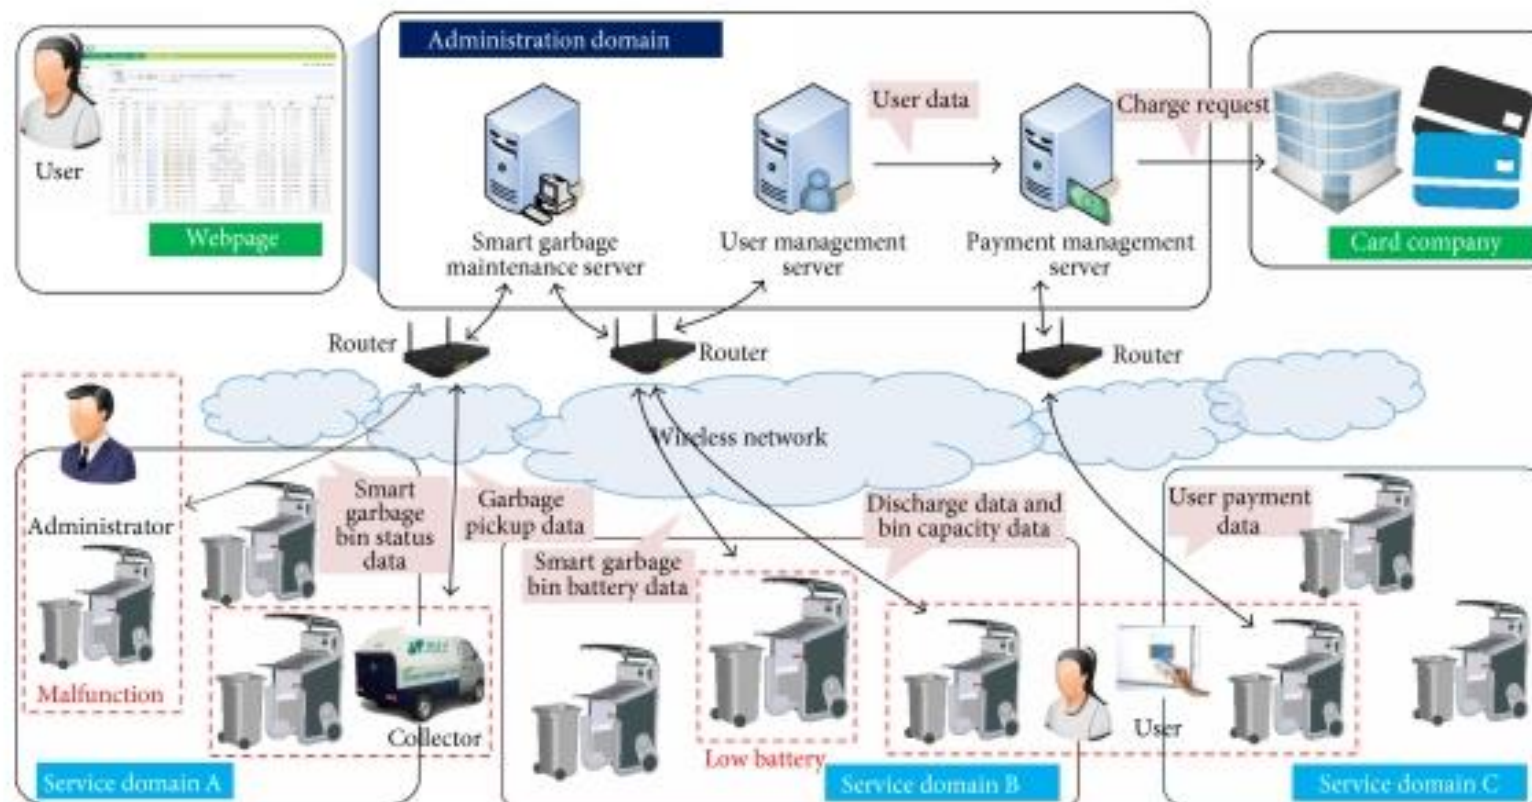 Administration domain
User
Webpage
User data
Charge request
Smart garbage
maintenance server
User management
server
Payment management
server
Card company
Router
Router
Router
Wireless network
Administrator
Smart
garbage
bin status
data
Garbage
pickup data
Smart garbage
bin battery data
Discharge data and
bin capacity data
User payment
data
Malfunction
Collector
Low battery
User
Service domain A
Service domain B
Service domain C